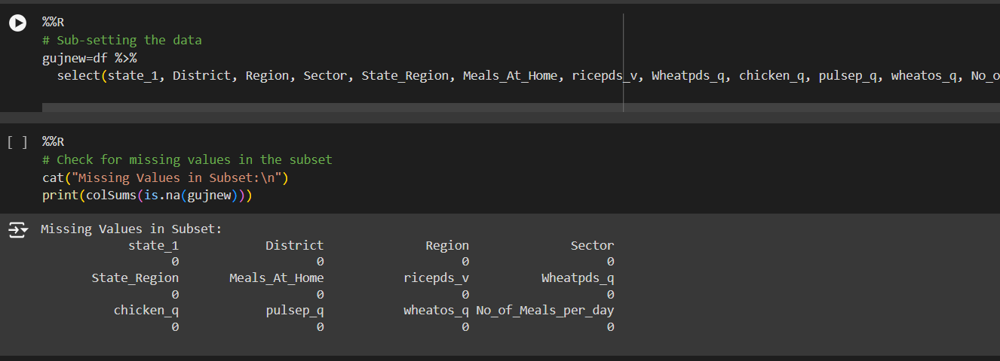 %%R
# Sub-setting the data
gujnew=df %>%
select(state_1, District, Region, Sector, State_Region, Meals_At_Home, ricepds_v, Wheatpds_q, chicken_q, pulsep_q, wheatos_q, No_o
[ ] %%R
# Check for missing values in the subset
cat("Missing Values in Subset:\n")
print(colSums(is.na(gujnew)))
Missing Values in Subset:
state_1 District Region Sector
0 0 0 0
State_Region Meals_At_Home ricepds_v Wheatpds_q
0 0 0 0
chicken_q pulsep_q wheatos_q No_of_Meals_per_day
0 0 0 0